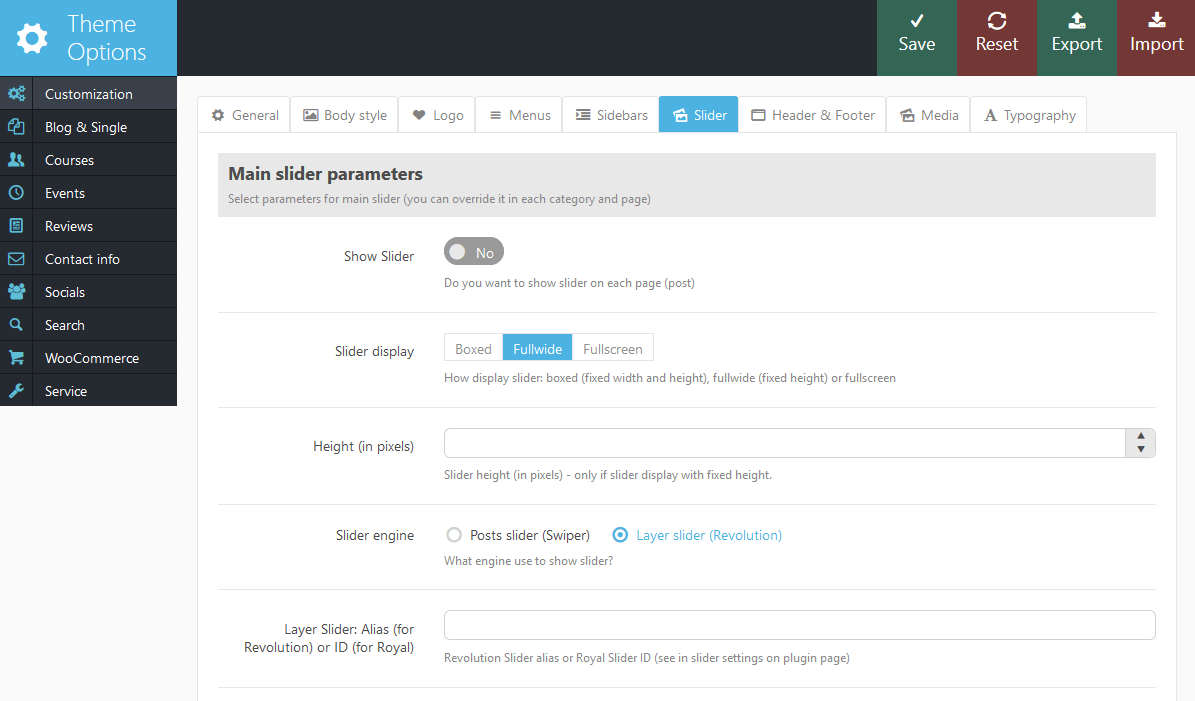 Theme
Options
Save
Reset
Export
Import
Customization
Blog & Single
Courses
Events
Reviews
Contact info
Socials
Search
WooCommerce
Service
General
Body style
Logo
Menus
Sidebars
Slider
Header & Footer
Media
Typography
Main slider parameters
Select parameters for main slider (you can override it in each category and page)
Show Slider
No
Do you want to show slider on each page (post)
Slider display
Boxed
Fullwide
Fullscreen
How display slider: boxed (fixed width and height), fullwide (fixed height) or fullscreen
Height (in pixels)
Slider height (in pixels) - only if slider display with fixed height.
Slider engine
Posts slider (Swiper)
Layer slider (Revolution)
What engine use to show slider?
Layer Slider: Alias (for
Revolution) or ID (for Royal)
Revolution Slider alias or Royal Slider ID (see in slider settings on plugin page)